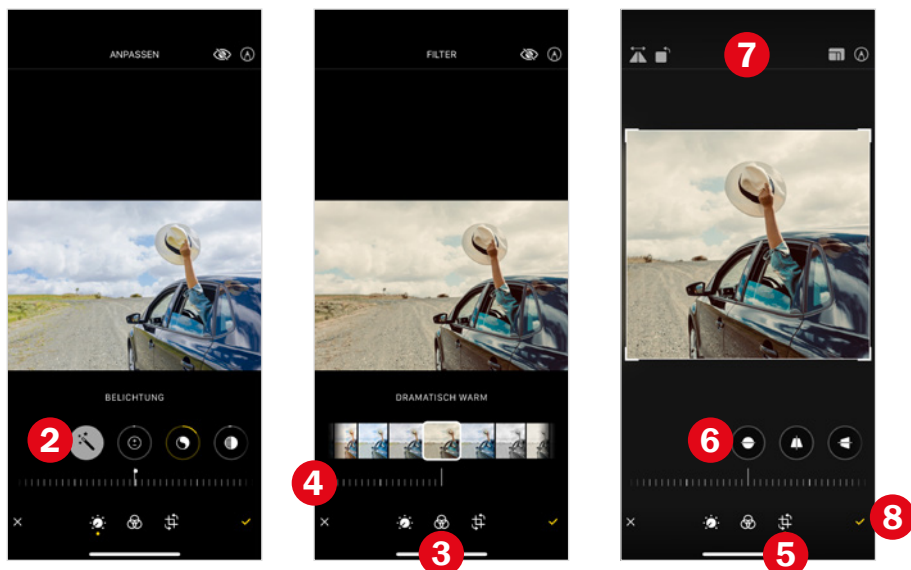 ANPASSEN
BELICHTUNG
2
FILTER
DRAMATISCH WARM
4
3
7
6
8
5